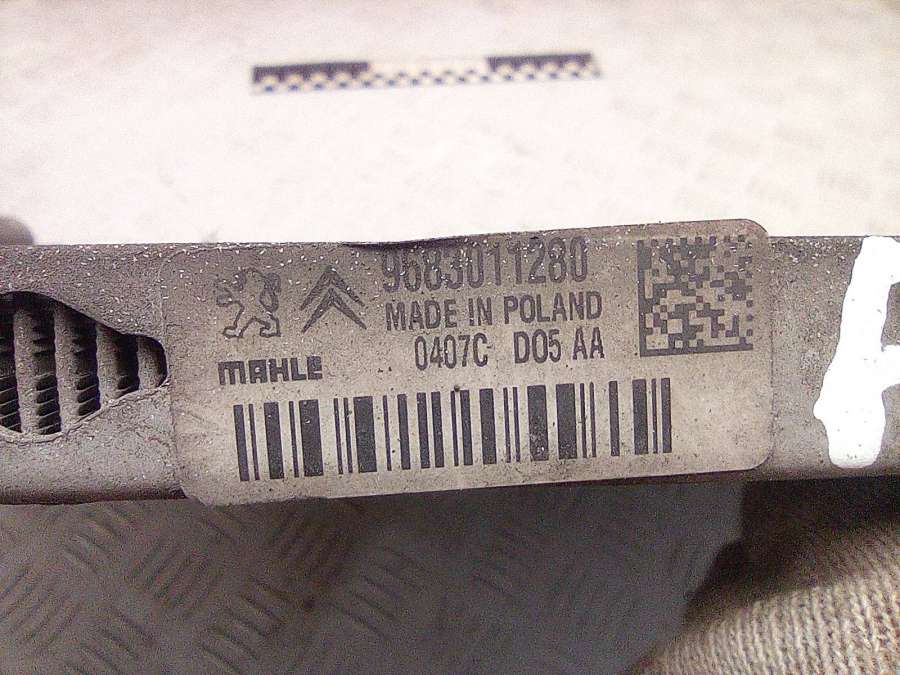 9683011280
MADE IN POLAND
MAHLE
0407C D05 AA